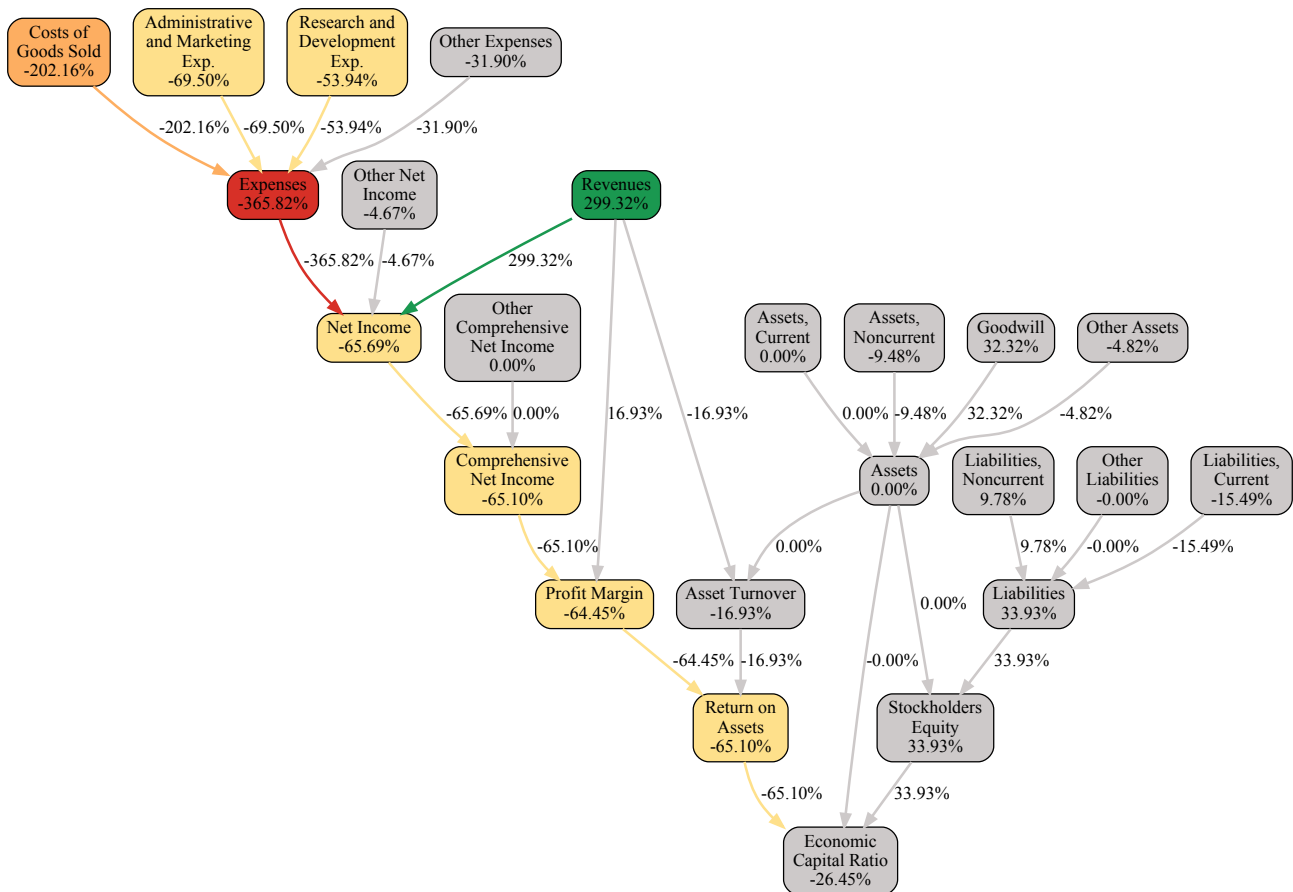 Costs of
Goods Sold
-202.16%
Administrative
and Marketing
Exp.
-69.50%
Research and
Development
Exp.
-53.94%
Other Expenses
-31.90%
-202.16%
-69.50%
-53.94%
-31.90%
Expenses
-365.82%
Other Net
Income
-4.67%
Revenues
299.32%
-365.82%
-4.67%
299.32%
Net Income
-65.69%
Other
Comprehensive
Net Income
0.00%
Assets,
Current
0.00%
Assets,
Noncurrent
-9.48%
Goodwill
32.32%
Other Assets
-4.82%
-65.69%
0.00%
16.93%
-16.93%
0.00%
-9.48%
32.32%
-4.82%
Comprehensive
Net Income
-65.10%
Assets
0.00%
Liabilities,
Noncurrent
9.78%
Other
Liabilities
-0.00%
Liabilities,
Current
-15.49%
-65.10%
0.00%
9.78%
-0.00%
-15.49%
Profit Margin
-64.45%
Asset Turnover
-16.93%
0.00%
Liabilities
33.93%
-64.45%
-16.93%
-0.00%
33.93%
Return on
Assets
-65.10%
Stockholders
Equity
33.93%
-65.10%
33.93%
Economic
Capital Ratio
-26.45%